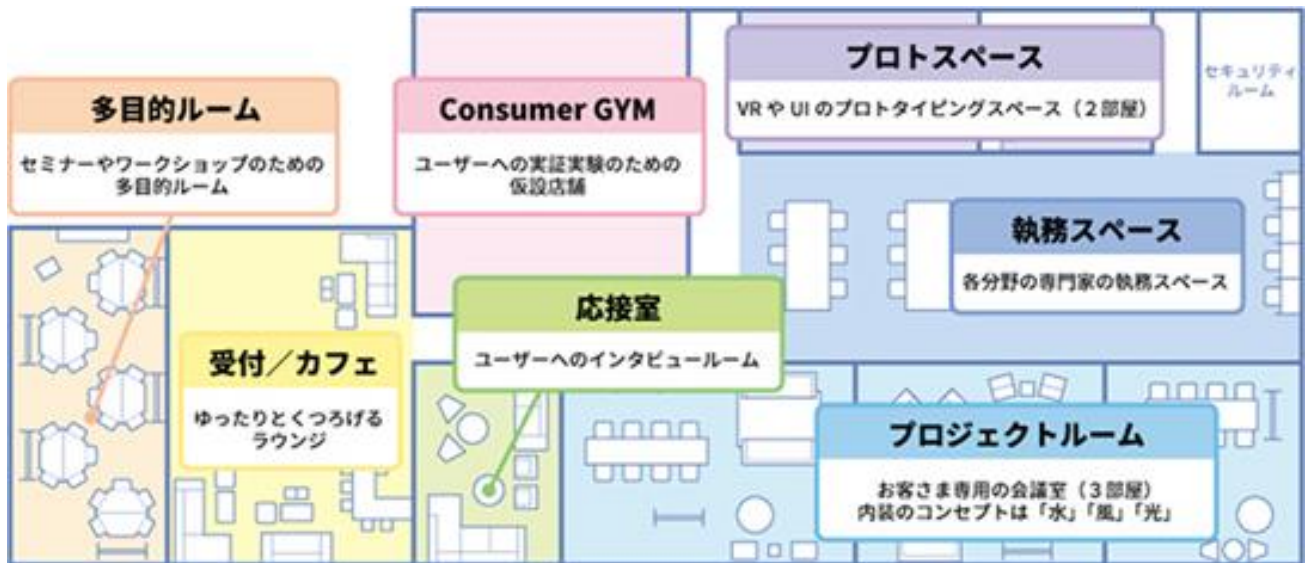 多目的ルーム
セミナーやワークショップのための
多目的ルーム
Consumer GYM
ユーザーへの実証実験のための
仮設店舗
プロトスペース
VR や UI のプロトタイピングスペース（2部屋）
セキュリティ
ルーム
執務スペース
各分野の専門家の執務スペース
受付／カフェ
ゆったりとくつろげる
ラウンジ
応接室
ユーザーへのインタビュールーム
プロジェクトルーム
お客さま専用の会議室（3部屋）
内装のコンセプトは「水」「風」「光」